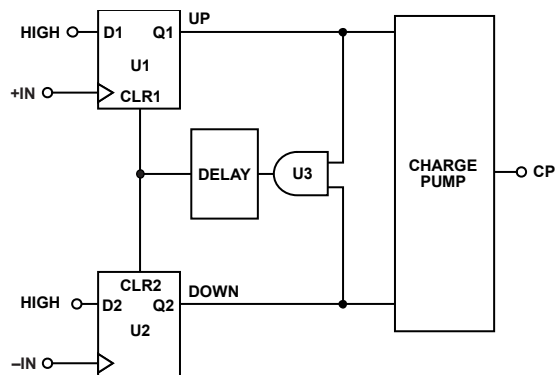 HIGH
D1
Q1
UP
U1
+IN
CLR1
DELAY
U3
CHARGE
PUMP
CP
CLR2
HIGH
D2
Q2
DOWN
U2
–IN